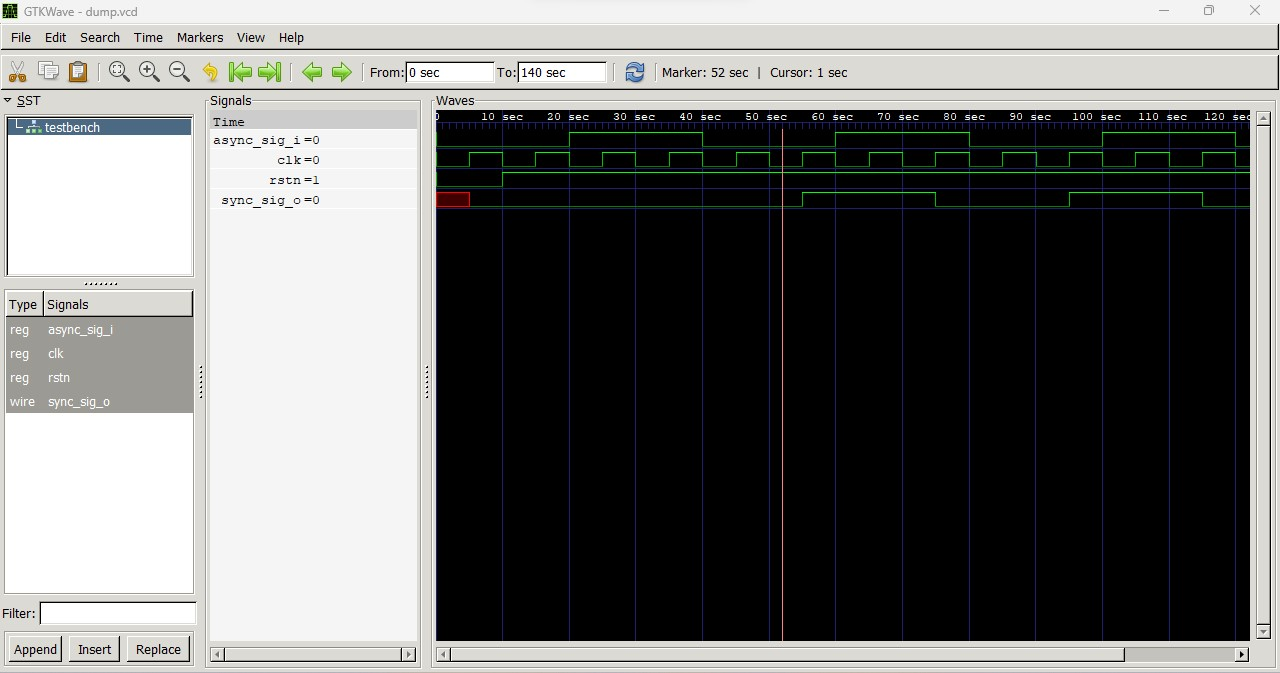 GTKWave - dump.vcd
File Edit Search Time Markers View Help
From: 0 sec To: 140 sec Marker: 52 sec | Cursor: 1 sec
SST
testbench
Type Signals
reg async_sig_i
reg clk
reg rstn
wire sync_sig_o
Filter:
Append Insert Replace
Signals
Time
async_sig_i=0
clk=0
rstn=1
sync_sig_o=0
Waves
10 sec 20 sec 30 sec 40 sec 50 sec 60 sec 70 sec 80 sec 90 sec 100 sec 110 sec 120 sec